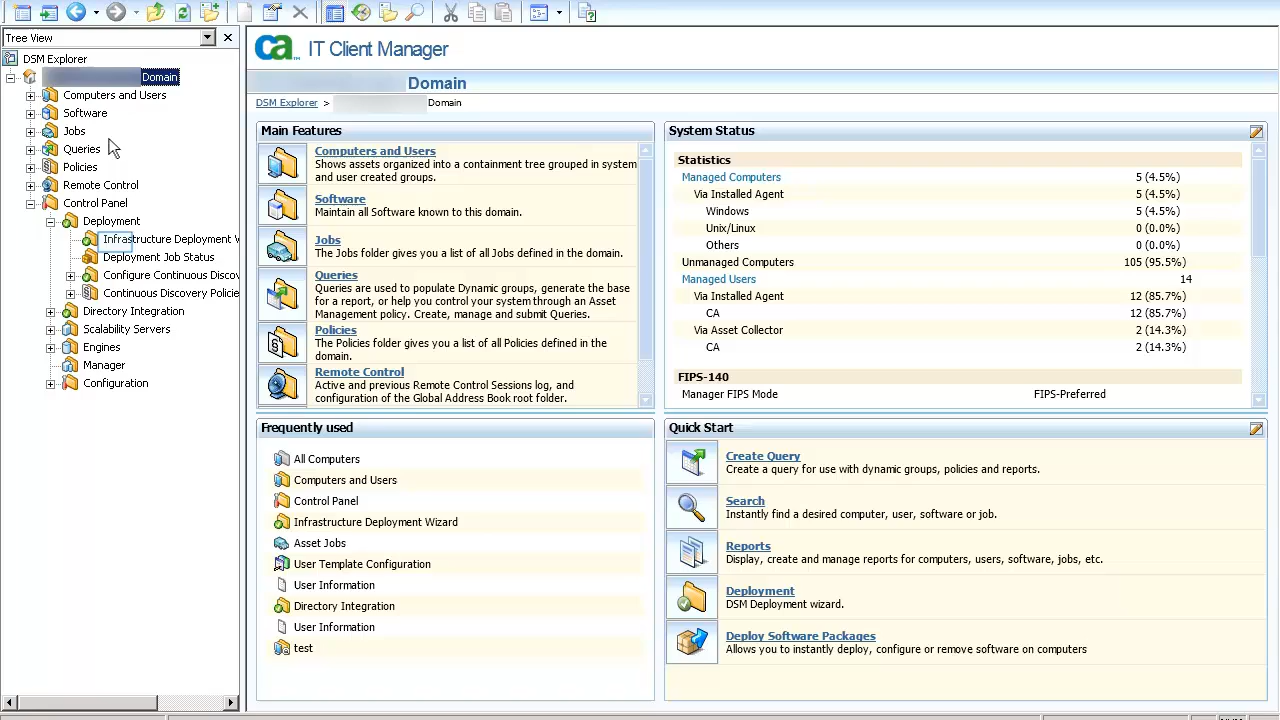 Tree View
DSM Explorer
Domain
Computers and Users
Software
Jobs
Queries
Policies
Remote Control
Control Panel
Deployment
Infrastructure Deployment
Deployment Job Status
Configure Continuous Discov
Continuous Discovery Policie
Directory Integration
Scalability Servers
Engines
Manager
Configuration
ca IT Client Manager
Domain
DSM Explorer > Domain
Main Features
Computers and Users
Shows assets organized into a containment tree grouped in system
and user created groups.
Software
Maintain all Software known to this domain.
Jobs
The Jobs folder gives you a list of all Jobs defined in the domain.
Queries
Queries are used to populate Dynamic groups, generate the base
for a report, or help you control your system through an Asset
Management policy. Create, manage and submit Queries.
Policies
The Policies folder gives you a list of all Policies defined in the
domain.
Remote Control
Active and previous Remote Control Sessions log, and
configuration of the Global Address Book root folder.
System Status
Statistics
Managed Computers 5 (4.5%)
Via Installed Agent 5 (4.5%)
Windows 5 (4.5%)
Unix/Linux 0 (0.0%)
Others 0 (0.0%)
Unmanaged Computers 105 (95.5%)
Managed Users 14
Via Installed Agent 12 (85.7%)
CA 12 (85.7%)
Via Asset Collector 2 (14.3%)
CA 2 (14.3%)
FIPS-140
Manager FIPS Mode FIPS-Preferred
Frequently used
All Computers
Computers and Users
Control Panel
Infrastructure Deployment Wizard
Asset Jobs
User Template Configuration
User Information
Directory Integration
User Information
test
Quick Start
Create Query
Create a query for use with dynamic groups, policies and reports.
Search
Instantly find a desired computer, user, software or job.
Reports
Display, create and manage reports for computers, users, software, jobs, etc.
Deployment
DSM Deployment wizard.
Deploy Software Packages
Allows you to instantly deploy, configure or remove software on computers